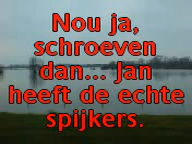 Nou ja,
schroeven
dan... Jan
heeft de echte
spijkers.